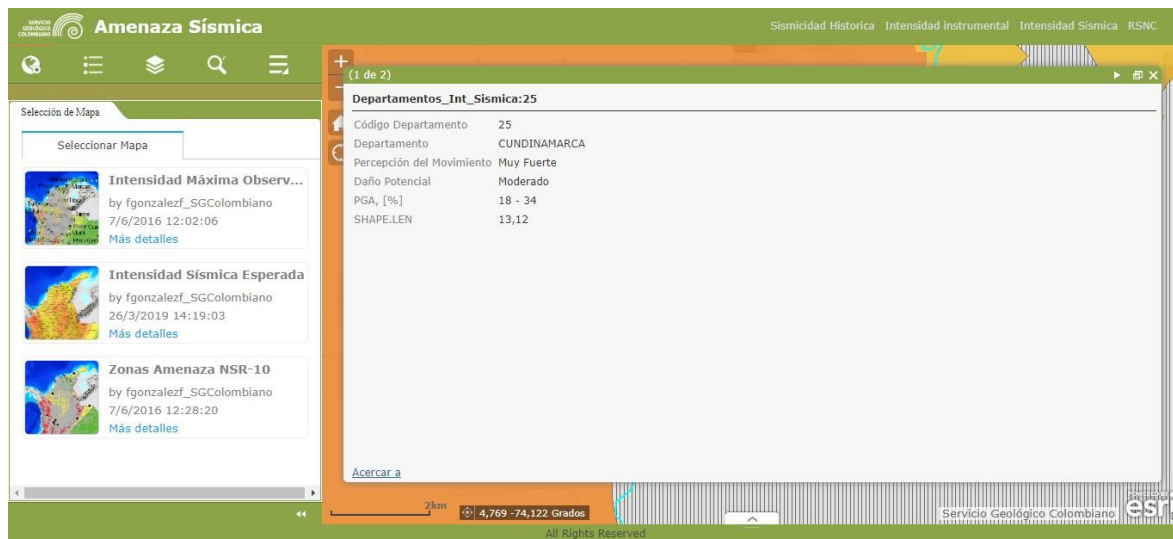 SERVICIO
GEOLÓGICO
COLOMBIANO
Amenaza Sísmica
Sismicidad Historica Intensidad instrumental Intensidad Sísmica RSNC
Selección de Mapa
Seleccionar Mapa
Intensidad Máxima Observ...
by fgonzalezf_SGColombiano
7/6/2016 12:02:06
Más detalles
Intensidad Sísmica Esperada
by fgonzalezf_SGColombiano
26/3/2019 14:19:03
Más detalles
Zonas Amenaza NSR-10
by fgonzalezf_SGColombiano
7/6/2016 12:28:20
Más detalles
(1 de 2)
Departamentos_Int_Sismica:25
Código Departamento 25
Departamento CUNDINAMARCA
Percepción del Movimiento Muy Fuerte
Daño Potencial Moderado
PGA, [%] 18 - 34
SHAPE.LEN 13,12
Acercar a
2km
4,769 -74,122 Grados
Servicio Geológico Colombiano
esri
All Rights Reserved